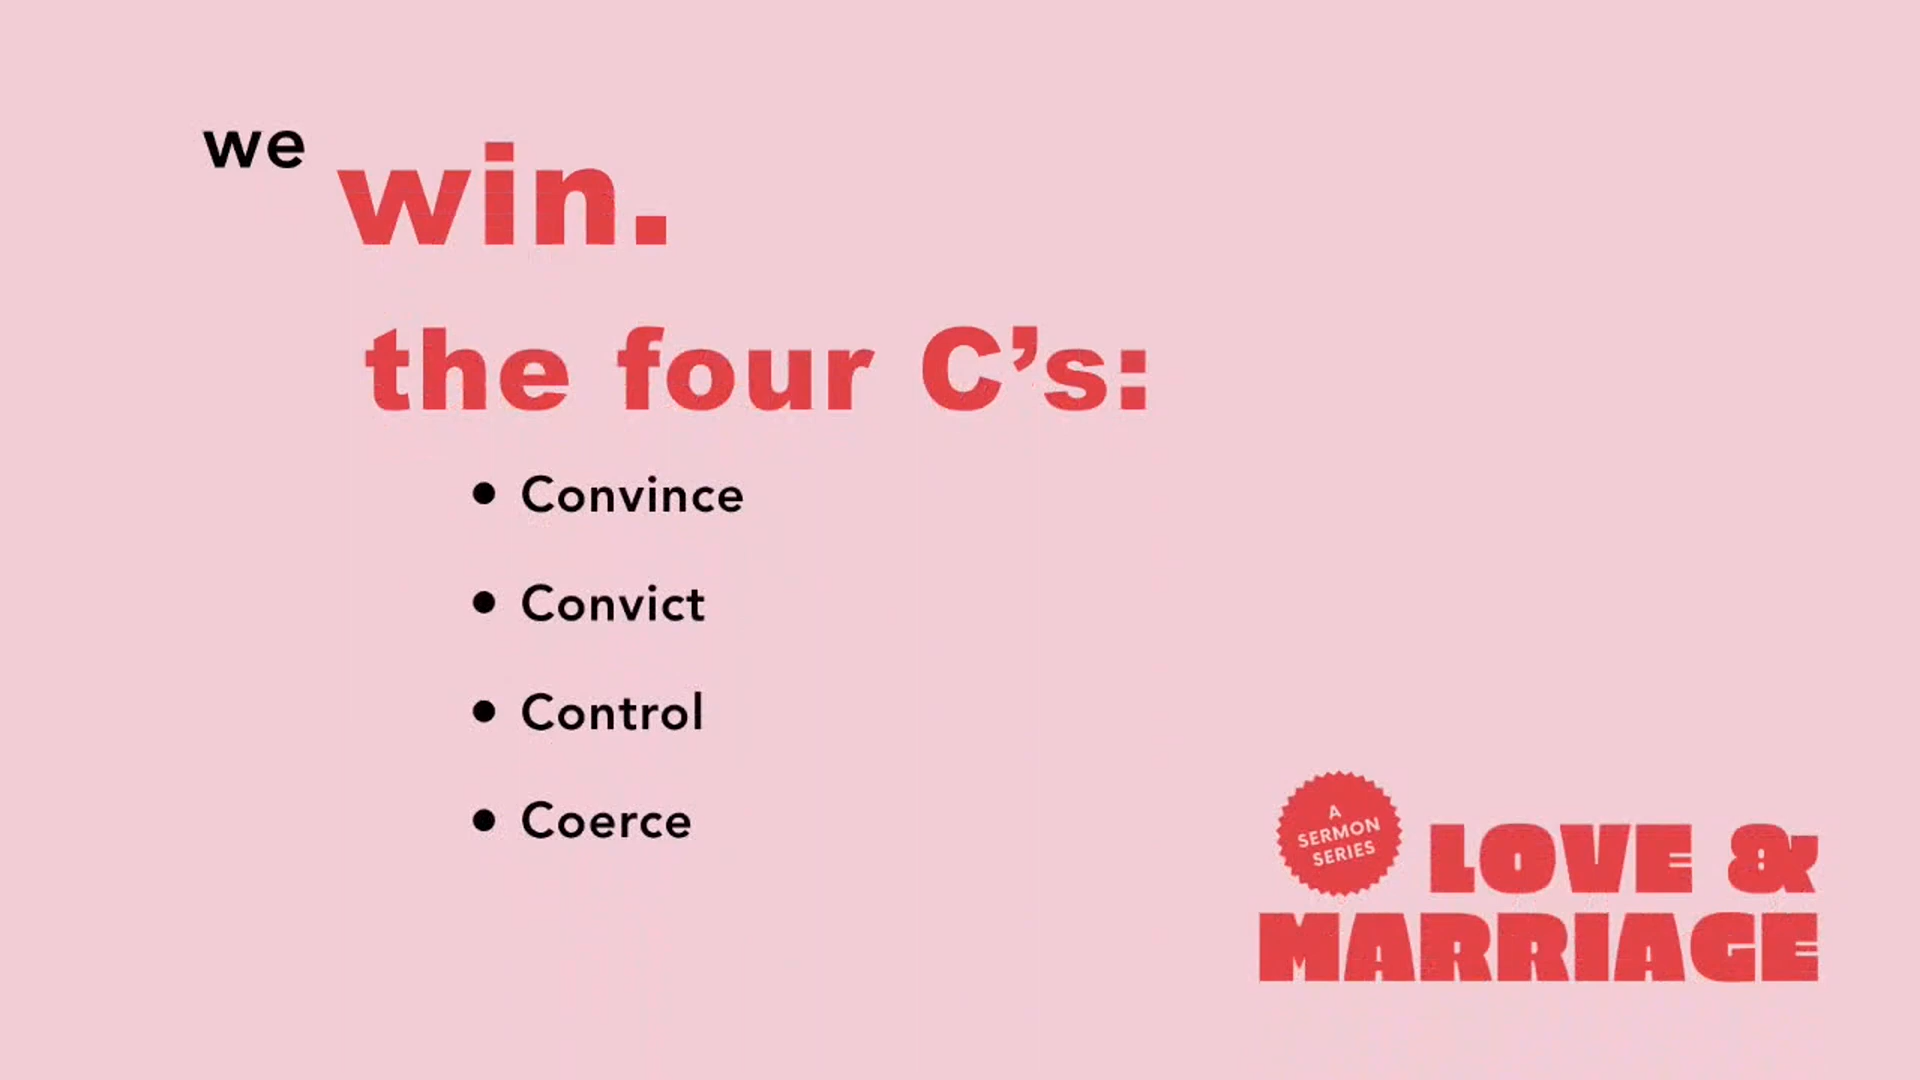 we
win.
the four C’s:
• Convince
• Convict
• Control
• Coerce
A
SERMON
SERIES
LOVE &
MARRIAGE